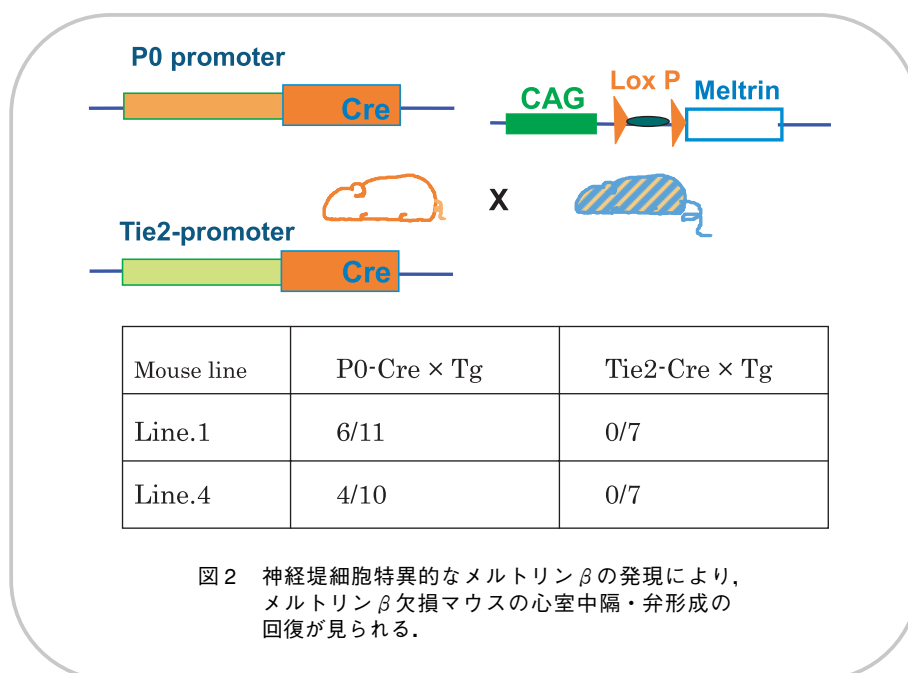 P0 promoter
Cre
CAG
Lox P
Meltrin
X
Tie2-promoter
Cre
Mouse line P0-Cre × Tg Tie2-Cre × Tg
Line.1 6/11 0/7
Line.4 4/10 0/7
図2 神経堤細胞特異的なメルトリンβの発現により,
メルトリンβ欠損マウスの心室中隔・弁形成の
回復が見られる.